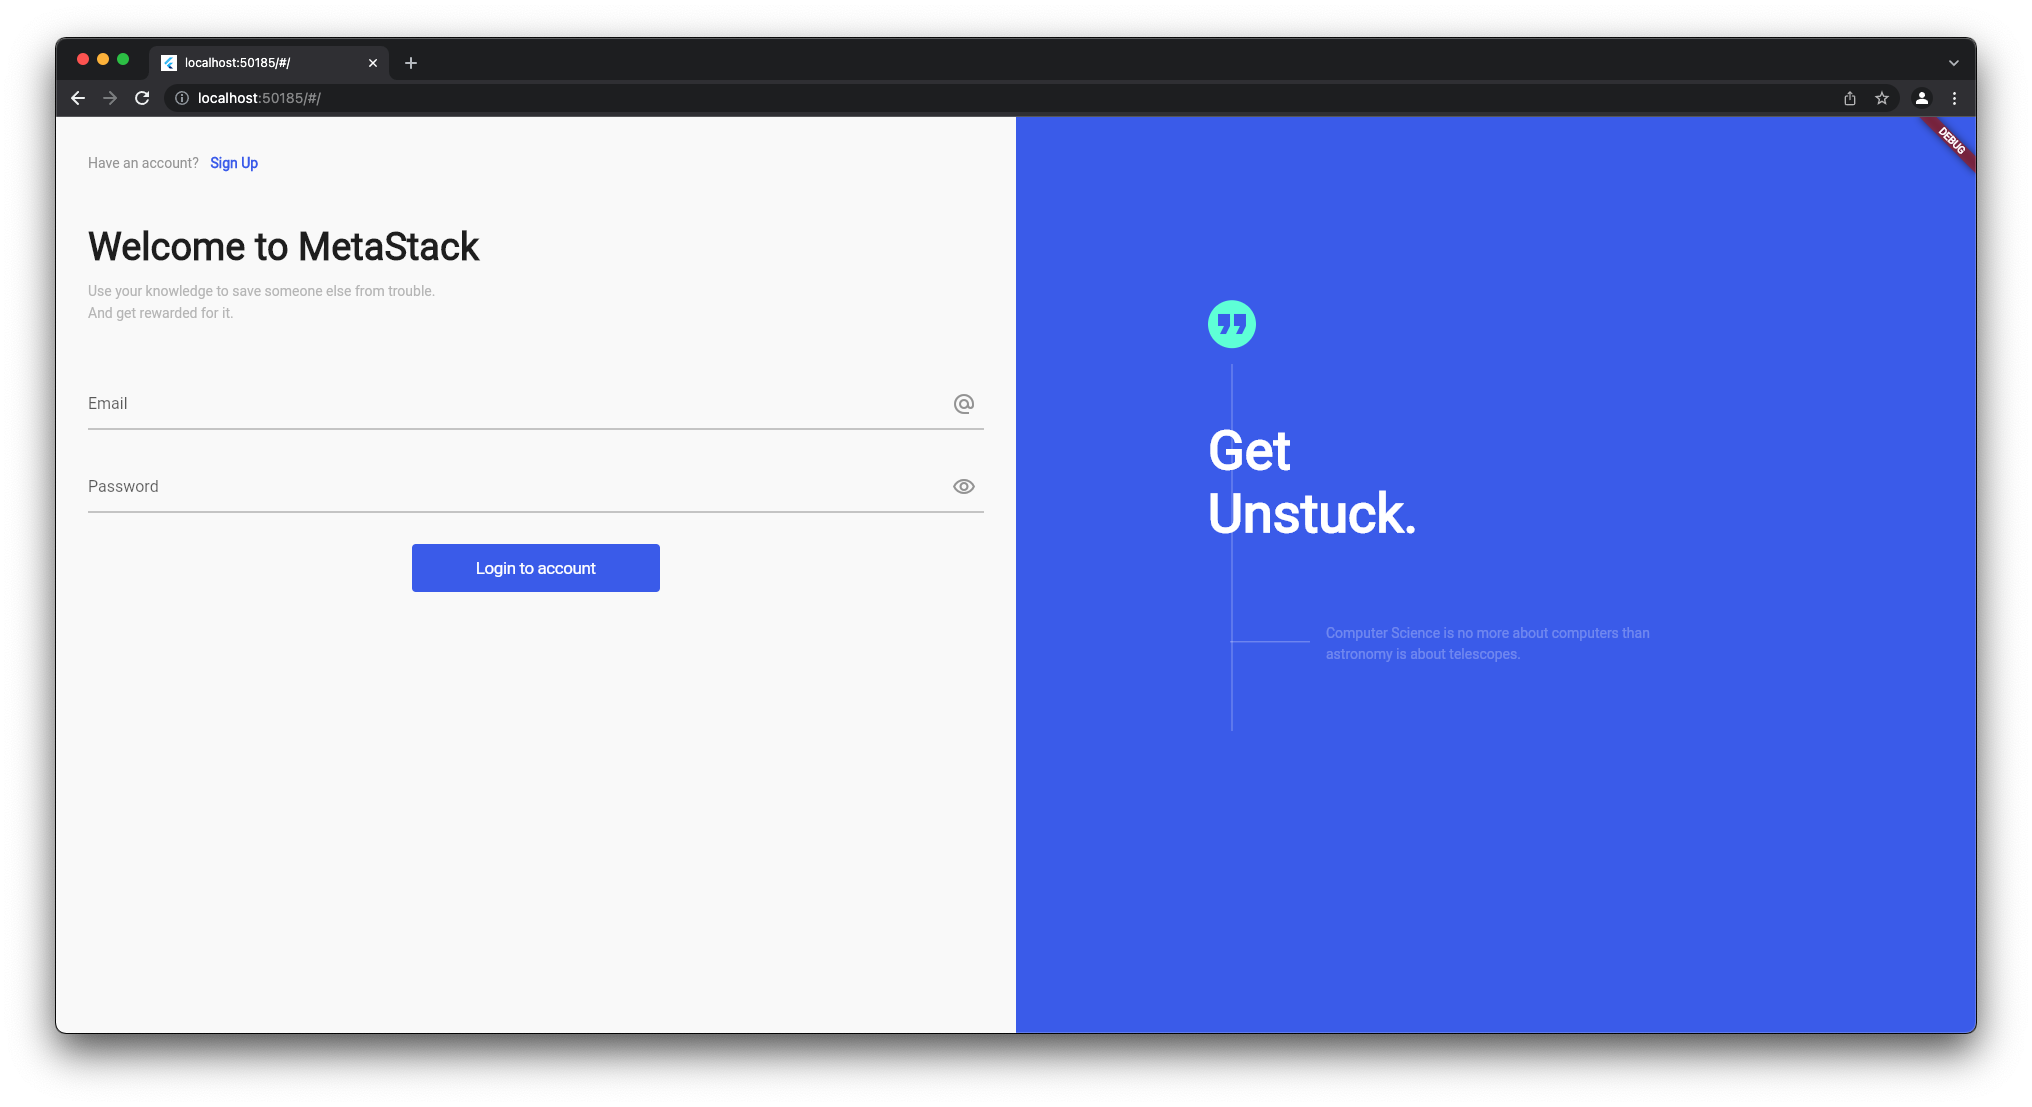 localhost:50185/#/
localhost:50185/#/
Have an account? Sign Up
Welcome to MetaStack
Use your knowledge to save someone else from trouble.
And get rewarded for it.
Email
Password
Login to account
DEBUG
Get
Unstuck.
Computer Science is no more about computers than
astronomy is about telescopes.